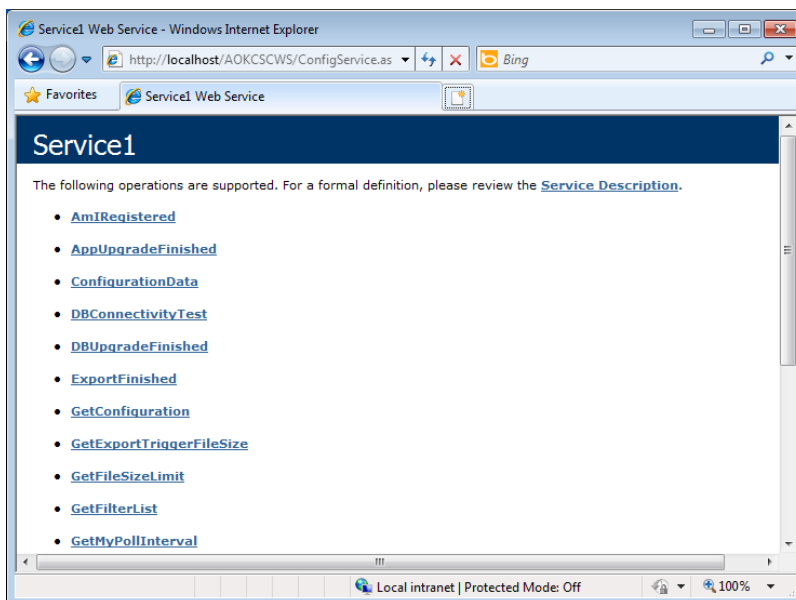 Service1 Web Service - Windows Internet Explorer
http://localhost/AOKCSCWS/ConfigService.as
Bing
Favorites
Service1 Web Service
Service1
The following operations are supported. For a formal definition, please review the Service Description.
AmIRegistered
AppUpgradeFinished
ConfigurationData
DBConnectivityTest
DBUpgradeFinished
ExportFinished
GetConfiguration
GetExportTriggerFileSize
GetFileSizeLimit
GetFilterList
GetMyPollInterval
Local intranet | Protected Mode: Off
100%